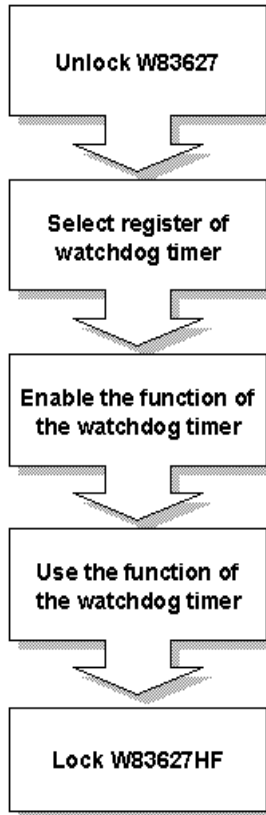 Unlock W83627
Select register of
watchdog timer
Enable the function of
the watchdog timer
Use the function of
the watchdog timer
Lock W83627HF